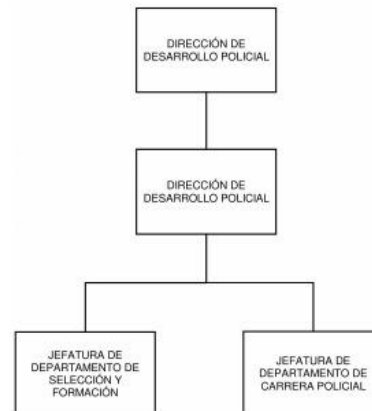 DIRECCIÓN DE
DESARROLLO POLICIAL
DIRECCIÓN DE
DESARROLLO POLICIAL
JEFATURA DE
DEPARTAMENTO DE
SELECCIÓN Y
FORMACIÓN
JEFATURA DE
DEPARTAMENTO DE
CARRERA POLICIAL